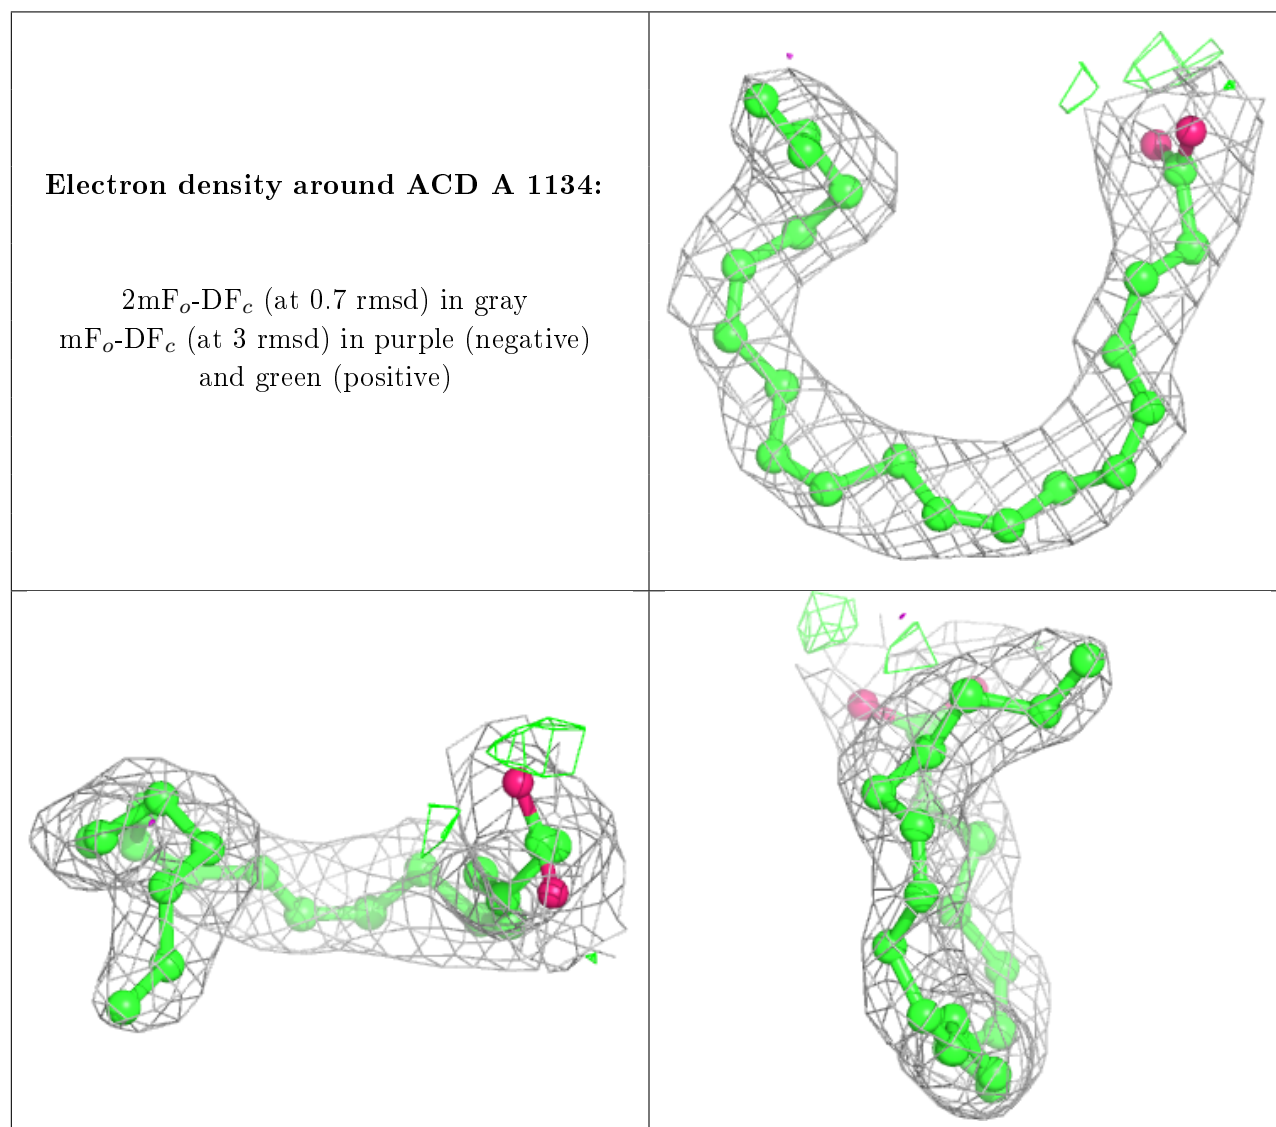 Electron density around ACD A 1134:
2mFo-DFc (at 0.7 rmsd) in gray
mFo-DFc (at 3 rmsd) in purple (negative)
and green (positive)